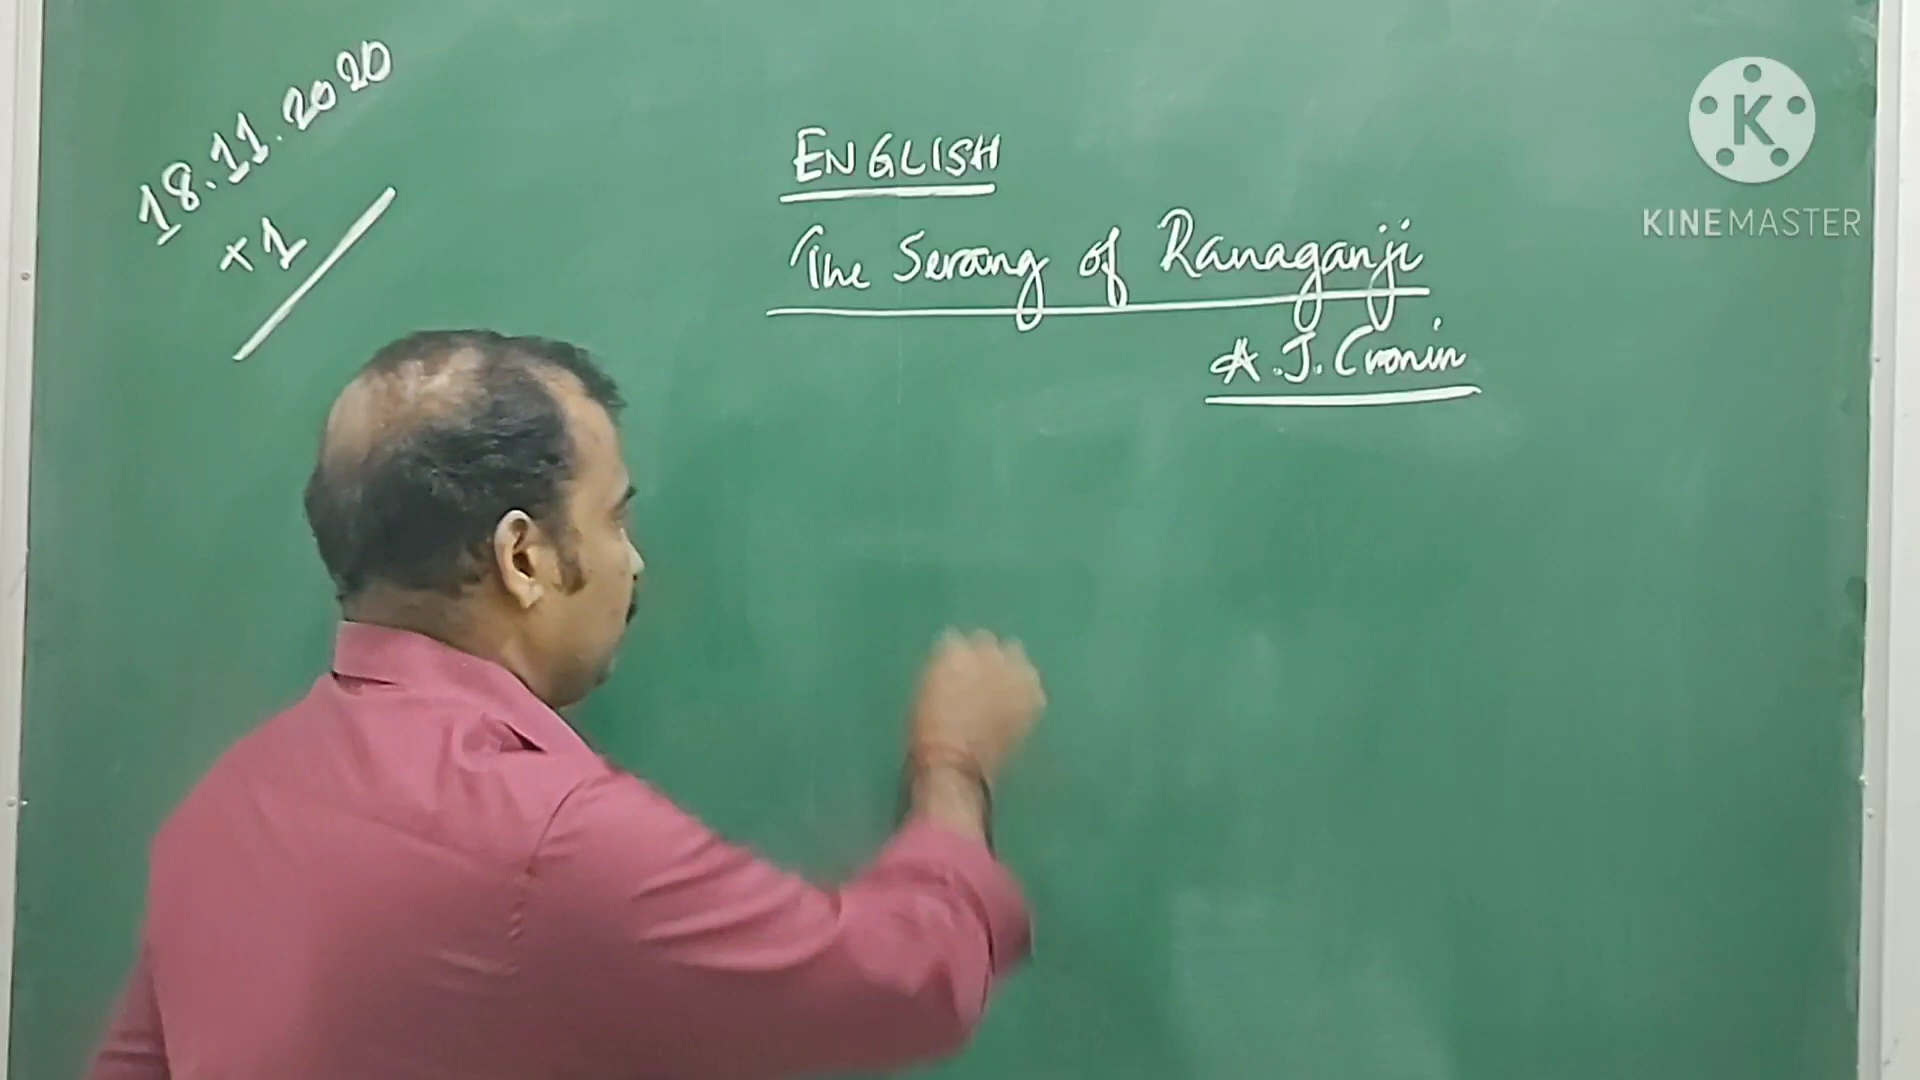 18.11.2020
+1
ENGLISH
The Serang of Ranaganji
A.J. Cronin
K
KINEMASTER